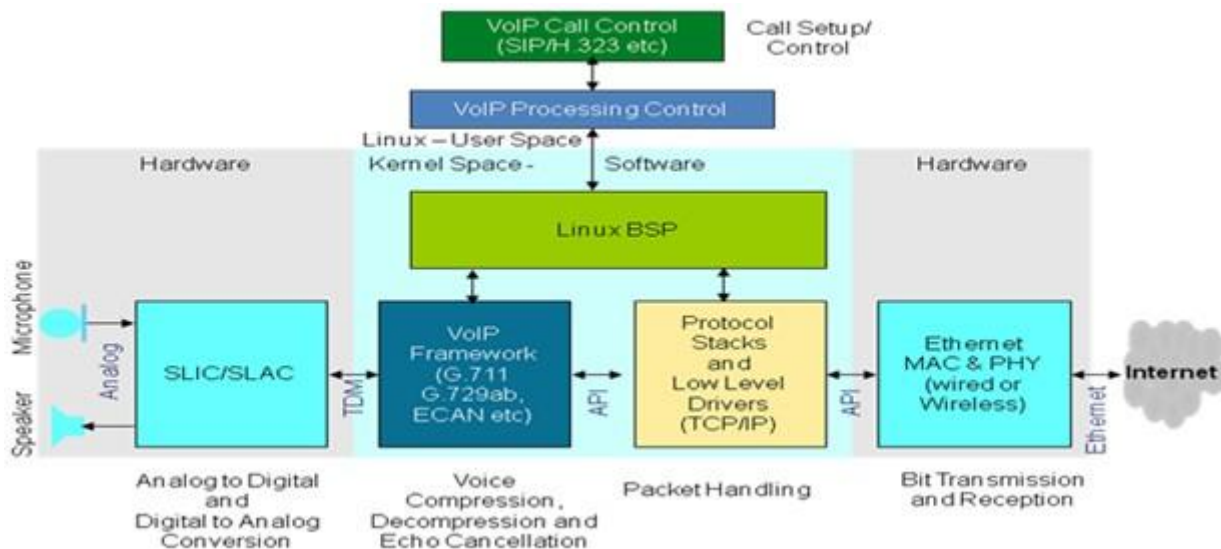 VoIP Call Control
(SIP/H.323 etc)
Call Setup/
Control
VoIP Processing Control
Linux – User Space
Hardware
Kernel Space -
Software
Hardware
Linux BSP
Microphone
Speaker
Analog
SLIC/SLAC
TDM
VoIP
Framework
(G.711
G.729ab,
ECAN etc)
API
Protocol
Stacks
and
Low Level
Drivers
(TCP/IP)
API
Ethernet
MAC & PHY
(wired or
Wireless)
Ethernet
Internet
Analog to Digital
and
Digital to Analog
Conversion
Voice
Compression,
Decompression and
Echo Cancellation
Packet Handling
Bit Transmission
and Reception